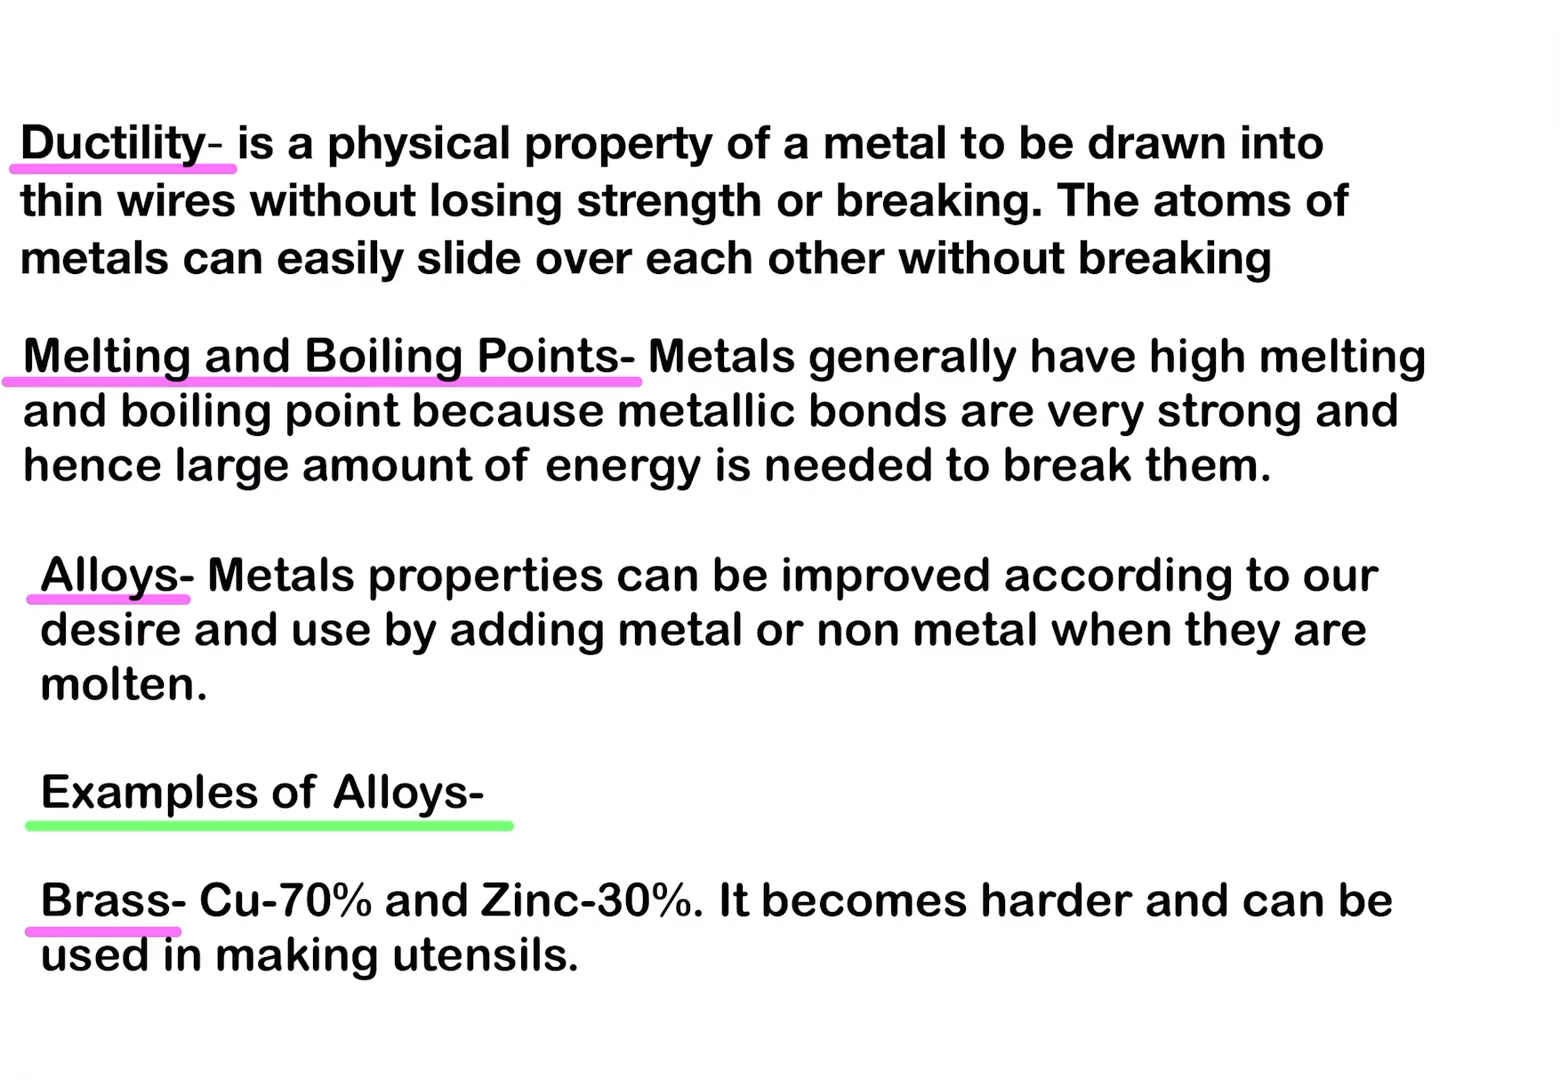 Ductility- is a physical property of a metal to be drawn into
thin wires without losing strength or breaking. The atoms of
metals can easily slide over each other without breaking
Melting and Boiling Points- Metals generally have high melting
and boiling point because metallic bonds are very strong and
hence large amount of energy is needed to break them.
Alloys- Metals properties can be improved according to our
desire and use by adding metal or non metal when they are
molten.
Examples of Alloys-
Brass- Cu-70% and Zinc-30%. It becomes harder and can be
used in making utensils.